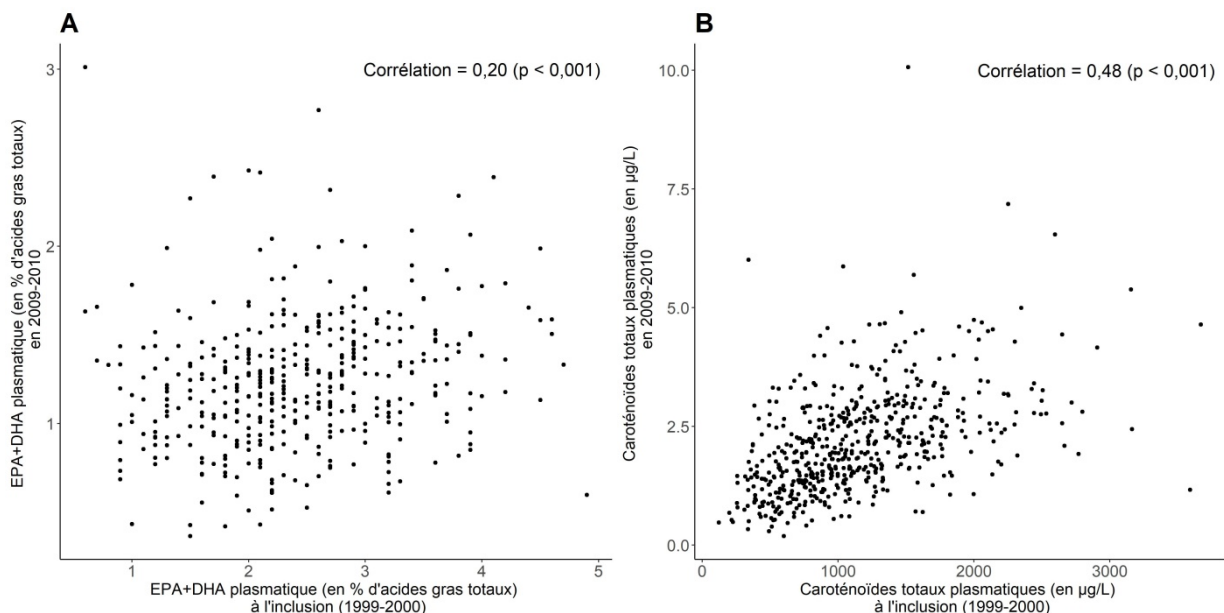 A
Corrélation = 0,20 (p < 0,001)
EPA+DHA plasmatique (en % d'acides gras totaux)
en 2009-2010
3
2
1
1 2 3 4 5
EPA+DHA plasmatique (en % d'acides gras totaux)
à l'inclusion (1999-2000)
B
Corrélation = 0,48 (p < 0,001)
Caroténoïdes totaux plasmatiques (en µg/L)
en 2009-2010
10.0
7.5
5.0
2.5
0.0
0 1000 2000 3000
Caroténoïdes totaux plasmatiques (en µg/L)
à l'inclusion (1999-2000)